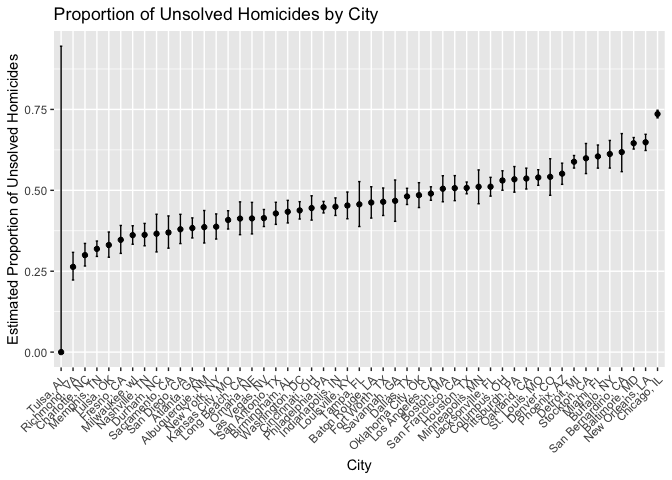 Proportion of Unsolved Homicides by City
Estimated Proportion of Unsolved Homicides
0.75
0.50
0.25
0.00
Tulsa, AL
Richmond, VA
Charlotte, NC
Memphis, TN
Tulsa, OK
Fresno, CA
Milwaukee, wI
Nashville, TN
Durham, NC
Sacramento, CA
San Diego, CA
Atlanta, GA
Albuquerque, NM
New York, NY
Kansas City, MO
Long Beach, CA
Omaha, NE
Las Vegas, NV
San Antonio, TX
Birmingham, AL
Washington, DC
Cincinnati, OH
Philadelphia, PA
Indianapolis, IN
Louisville, KY
Tampa, FL
Baton Rouge, LA
Fort Worth, TX
Savannah, GA
Dallas, TX
Oklahoma City, OK
Los Angeles, CA
Boston, MA
San Francisco, CA
Houston, TX
Minneapolis, MN
Jacksonville, FL
Columbus, OH
Pittsburgh, PA
Oakland, CA
St. Louis, MO
Denver, CO
Phoenix, AZ
Detroit, MI
Stockton, CA
Miami, FL
Buffalo, NY
San Bernardino, CA
Baltimore, MD
New Orleans, LA
Chicago, IL
City